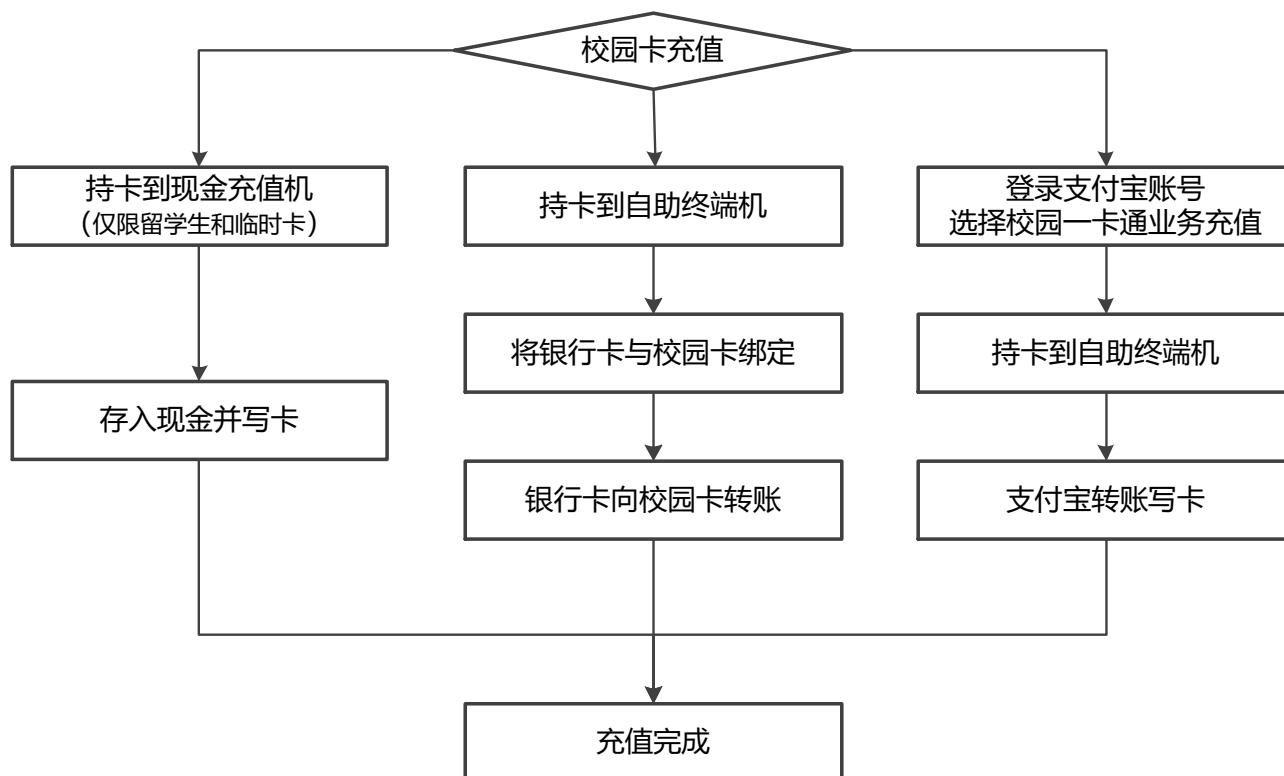 校园卡充值
持卡到现金充值机
（仅限留学生和临时卡）
存入现金并写卡
持卡到自助终端机
将银行卡与校园卡绑定
银行卡向校园卡转账
登录支付宝账号
选择校园一卡通业务充值
持卡到自助终端机
支付宝转账写卡
充值完成